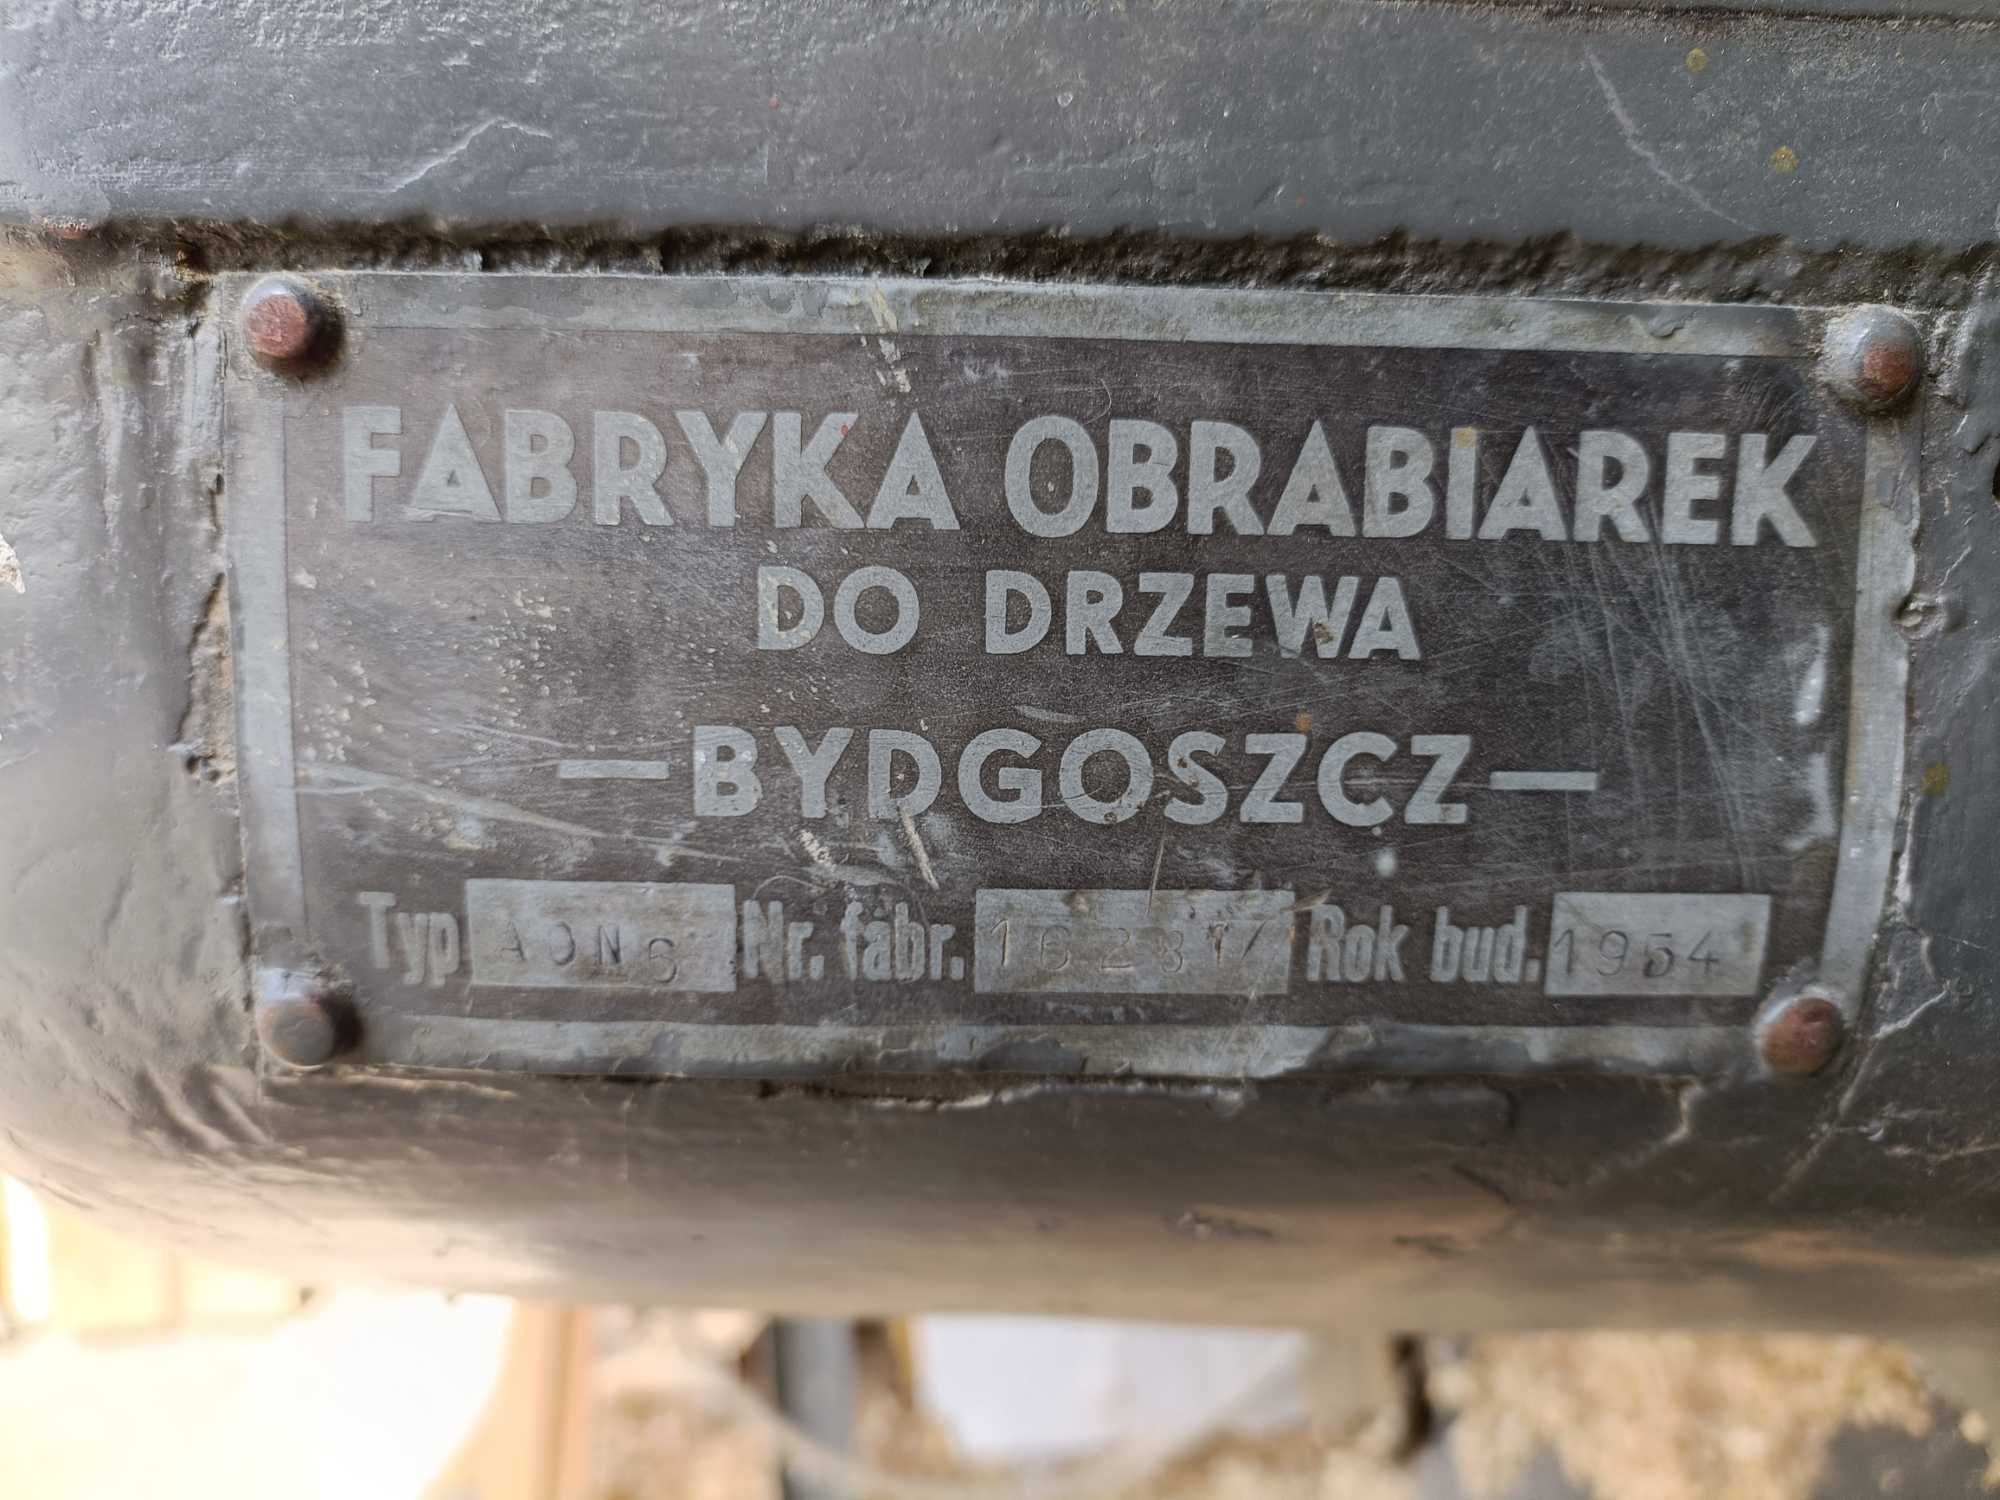 FABRYKA OBRABIAREK
DO DRZEWA
—BYDGOSZCZ—
Typ Nr. fabr. Rok bud. 1954